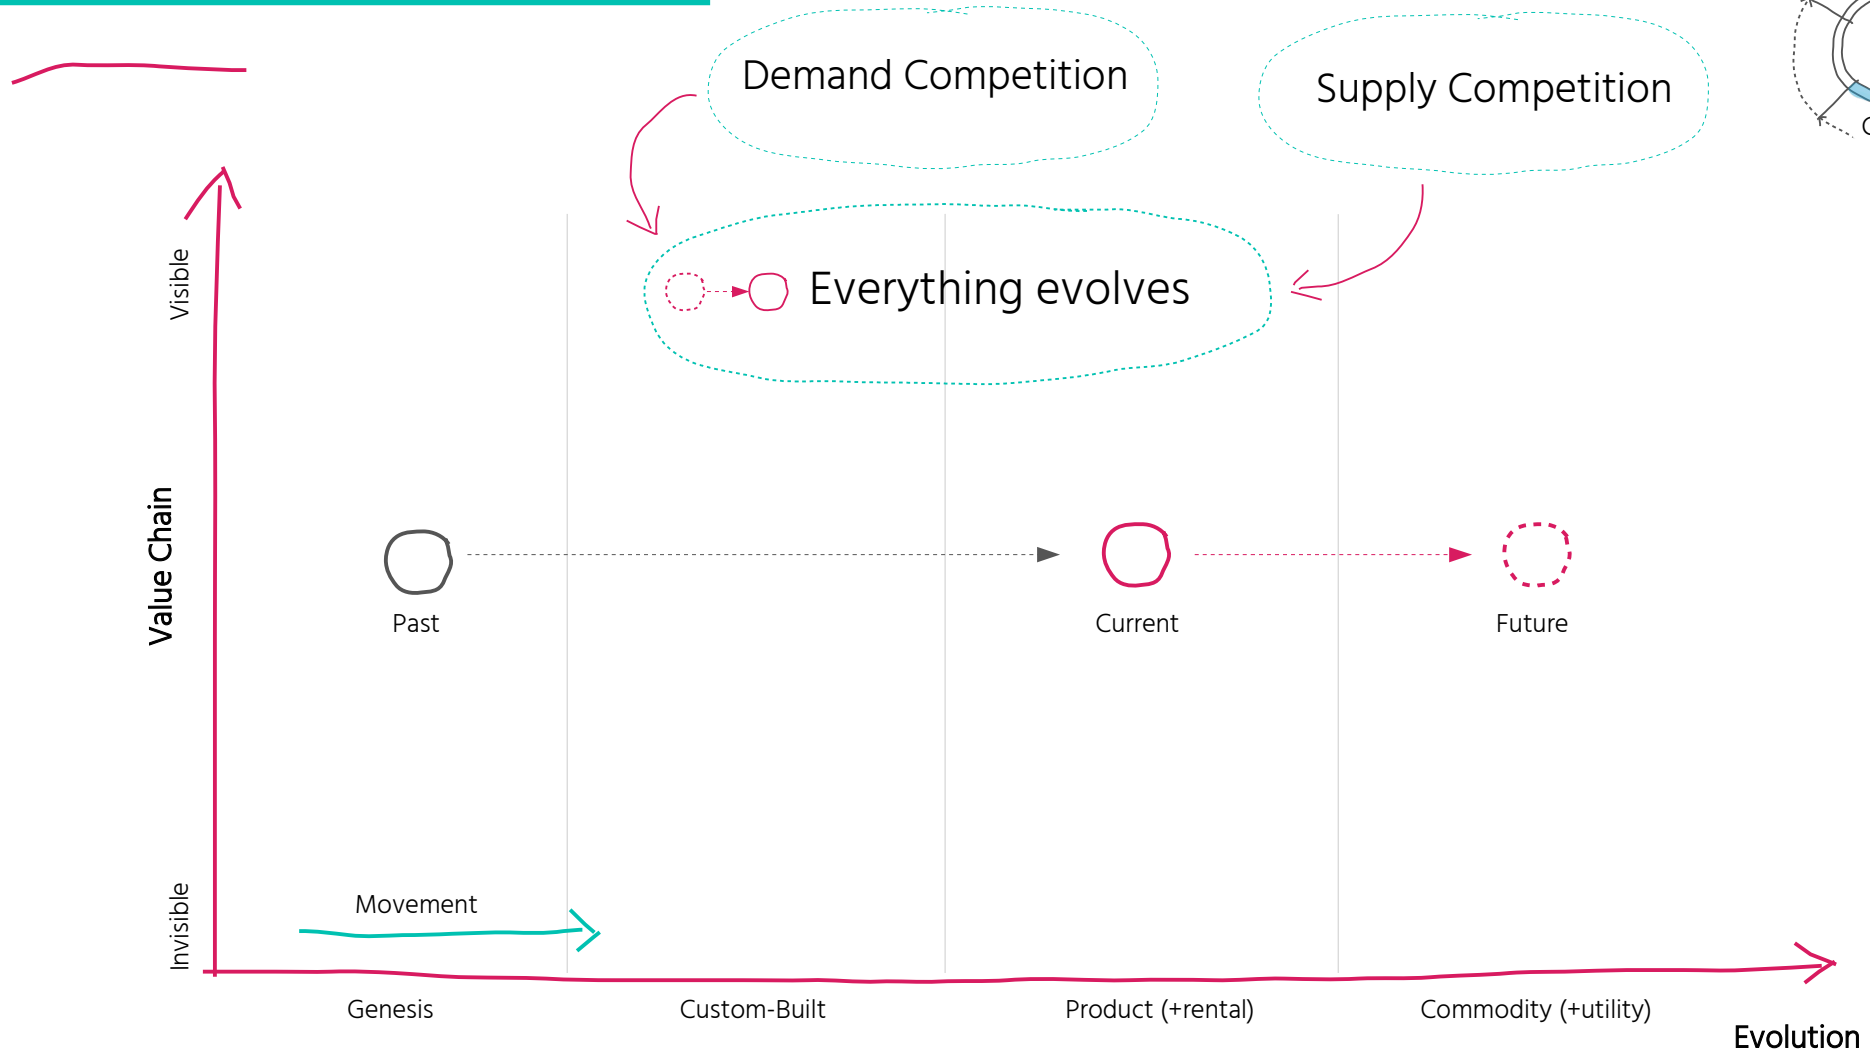 Demand Competition
Supply Competition
Everything evolves
Visible
Value Chain
Invisible
Past
Current
Future
Movement
Genesis
Custom-Built
Product (+rental)
Commodity (+utility)
Evolution